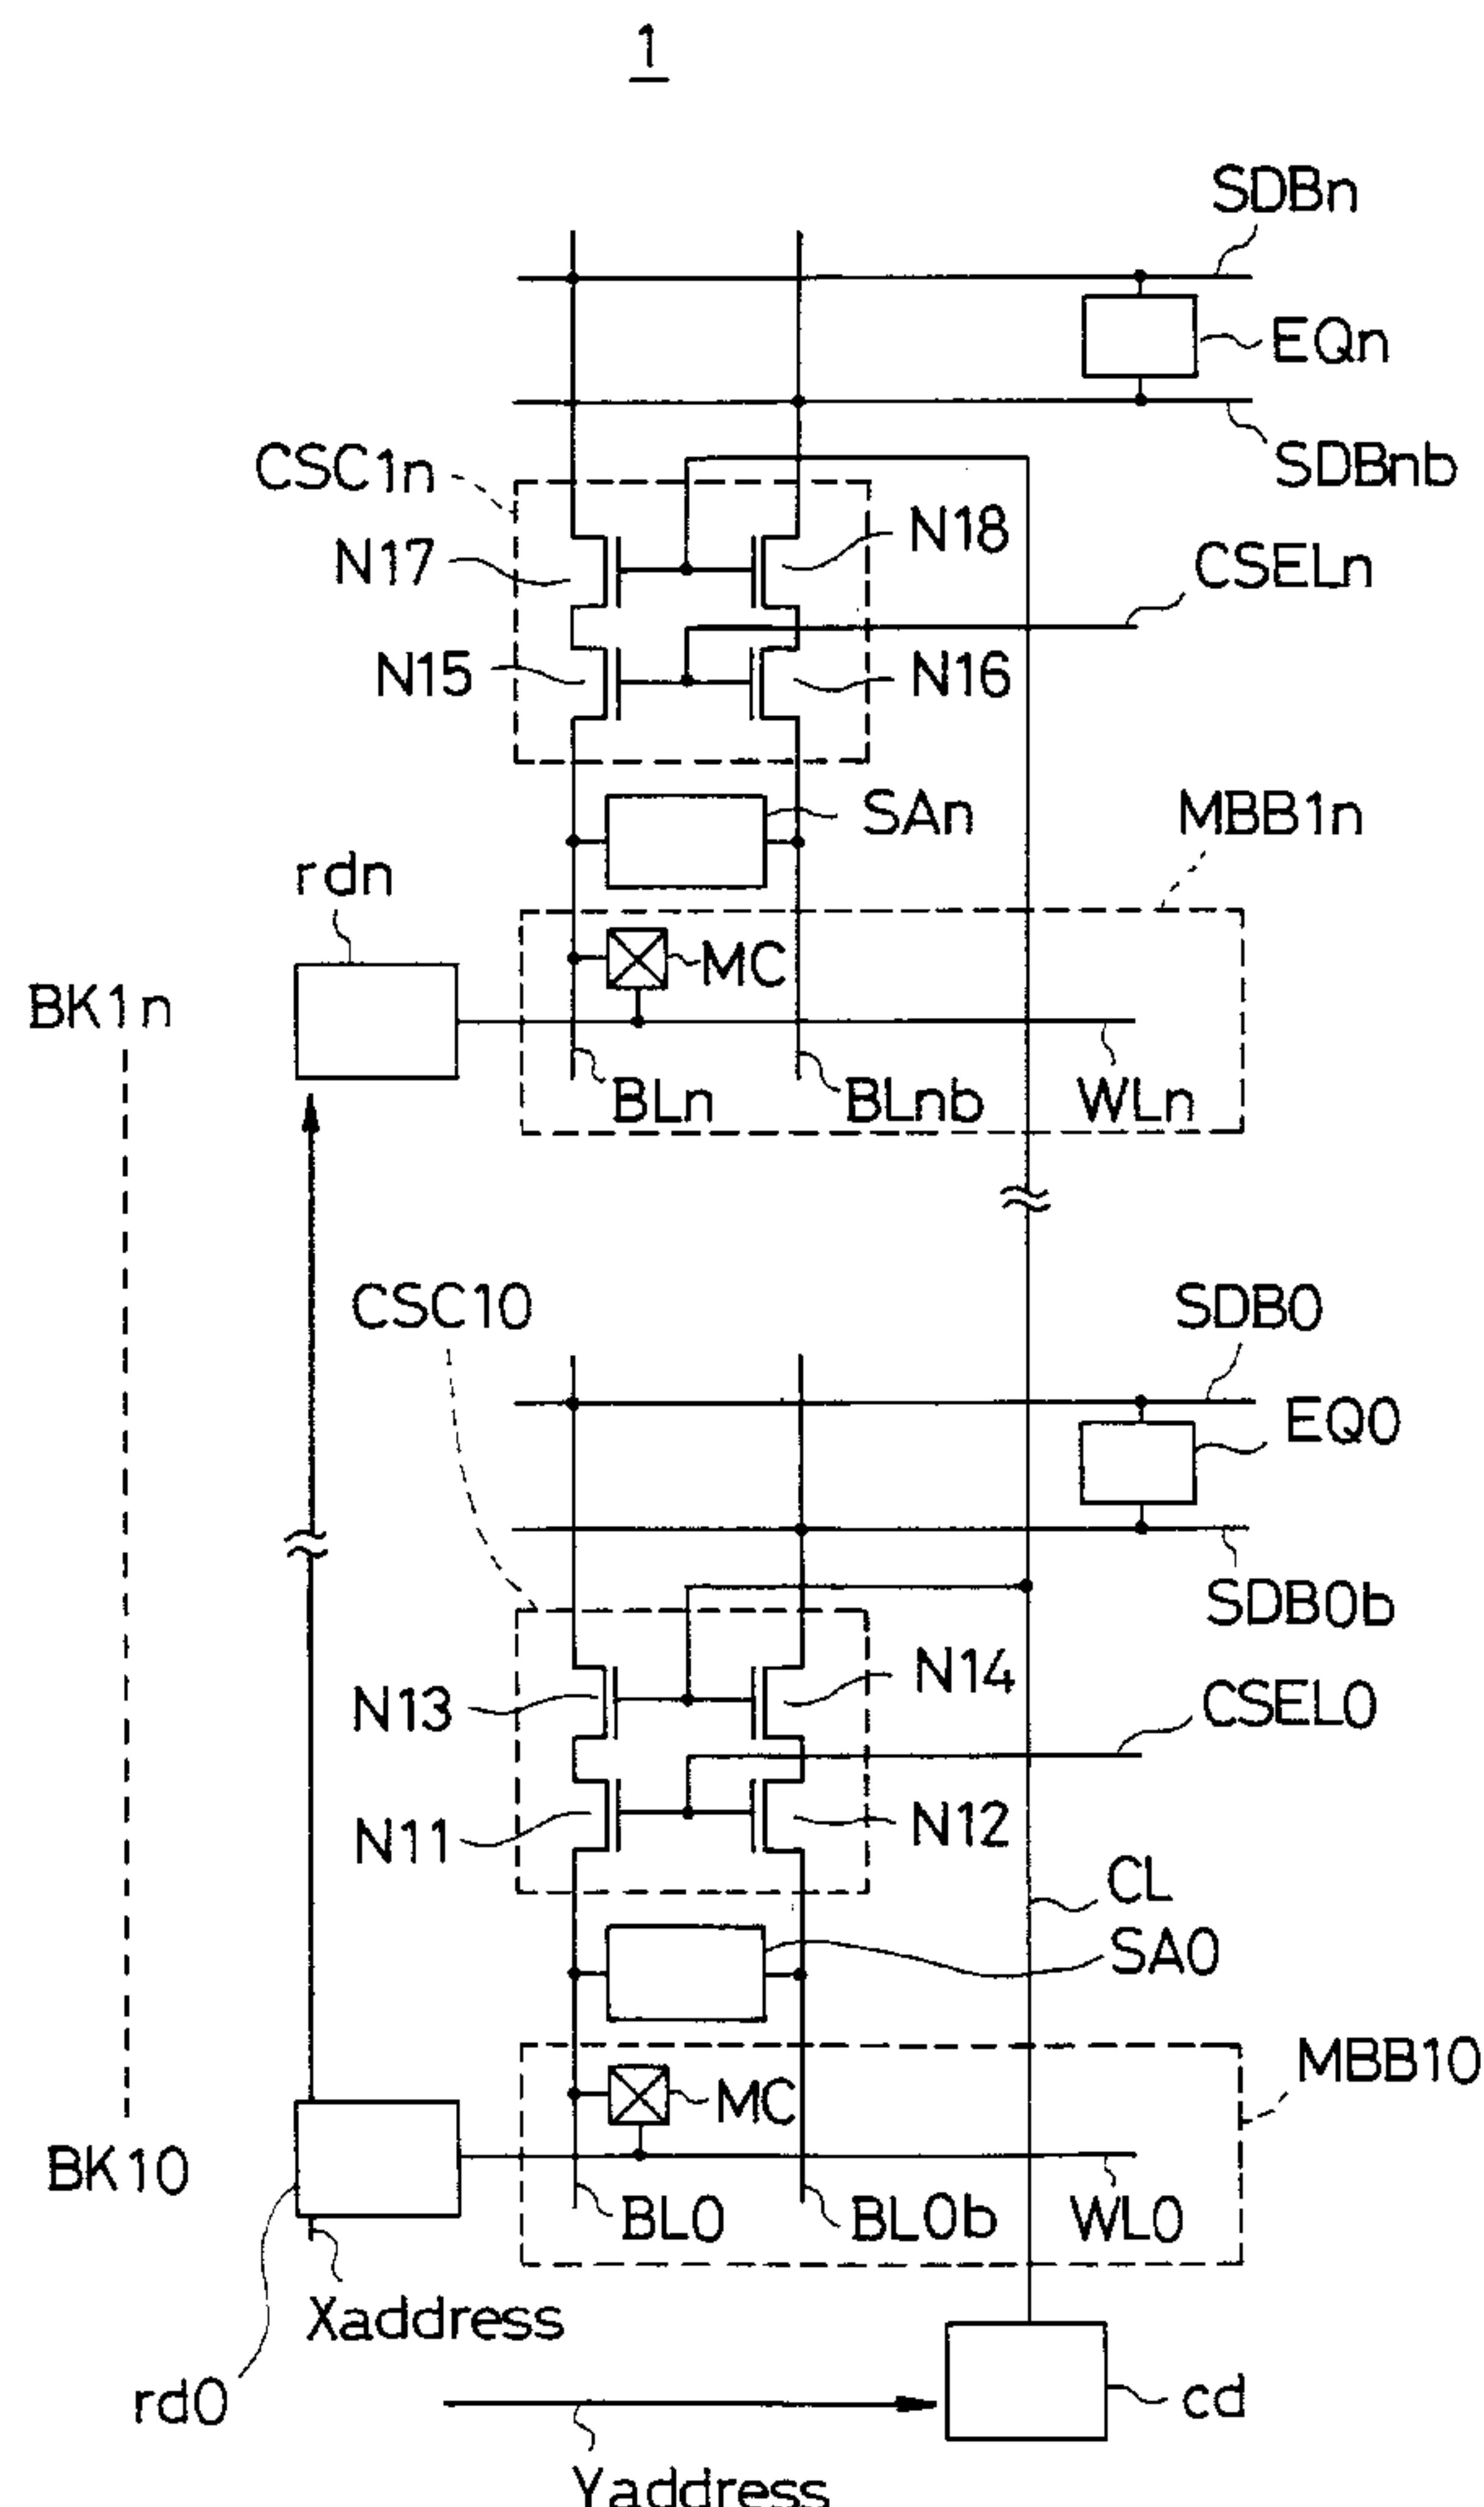 1
SDBn
EQn
SDBnb
CSC1n
N18
N17
CSELn
N15
N16
SAn
MBB1n
rdn
MC
BK1n
BLn
BLnb
WLn
CSC10
SDB0
EQ0
SDB0b
N14
N13
CSEL0
N11
N12
CL
SA0
MBB10
MC
BK10
BL0
BL0b
WL0
Xaddress
rd0
cd
Yaddress